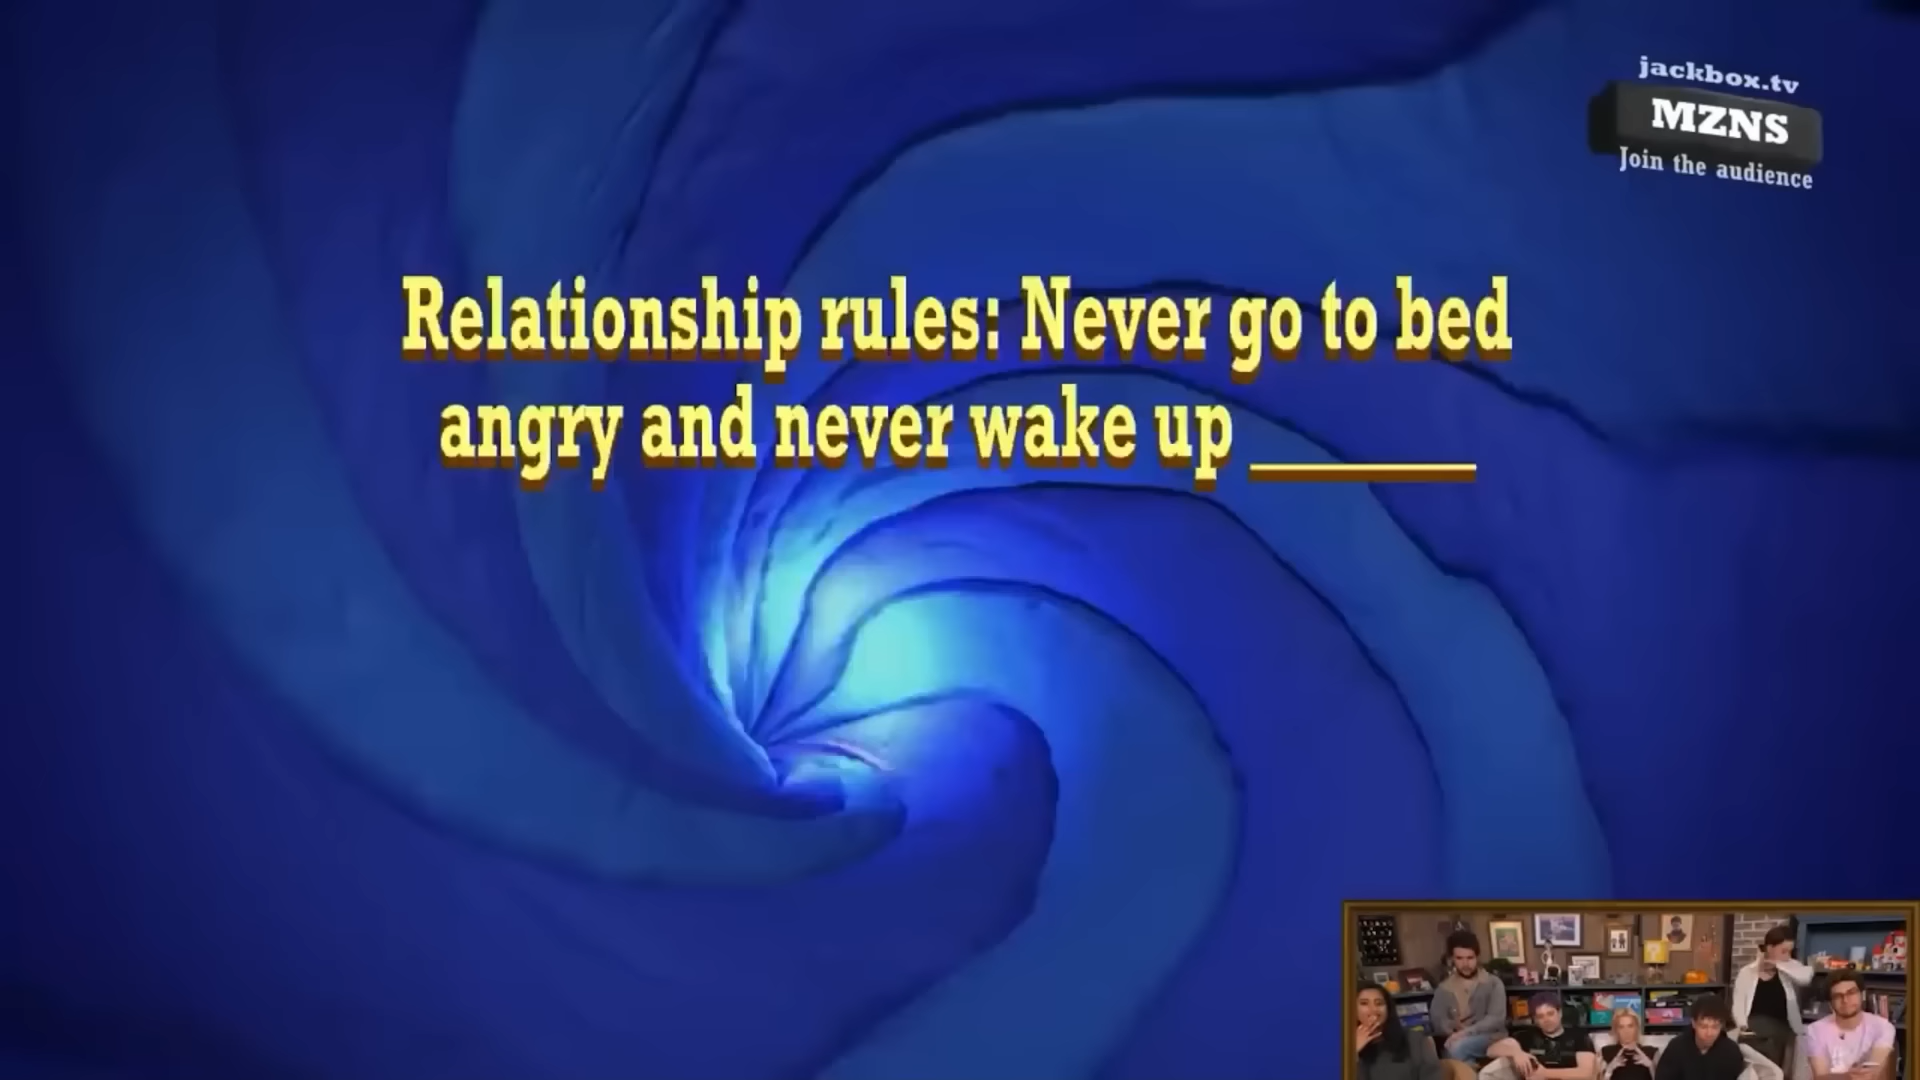 jackbox.tv
MZNS
Join the audience
Relationship rules: Never go to bed
angry and never wake up ______